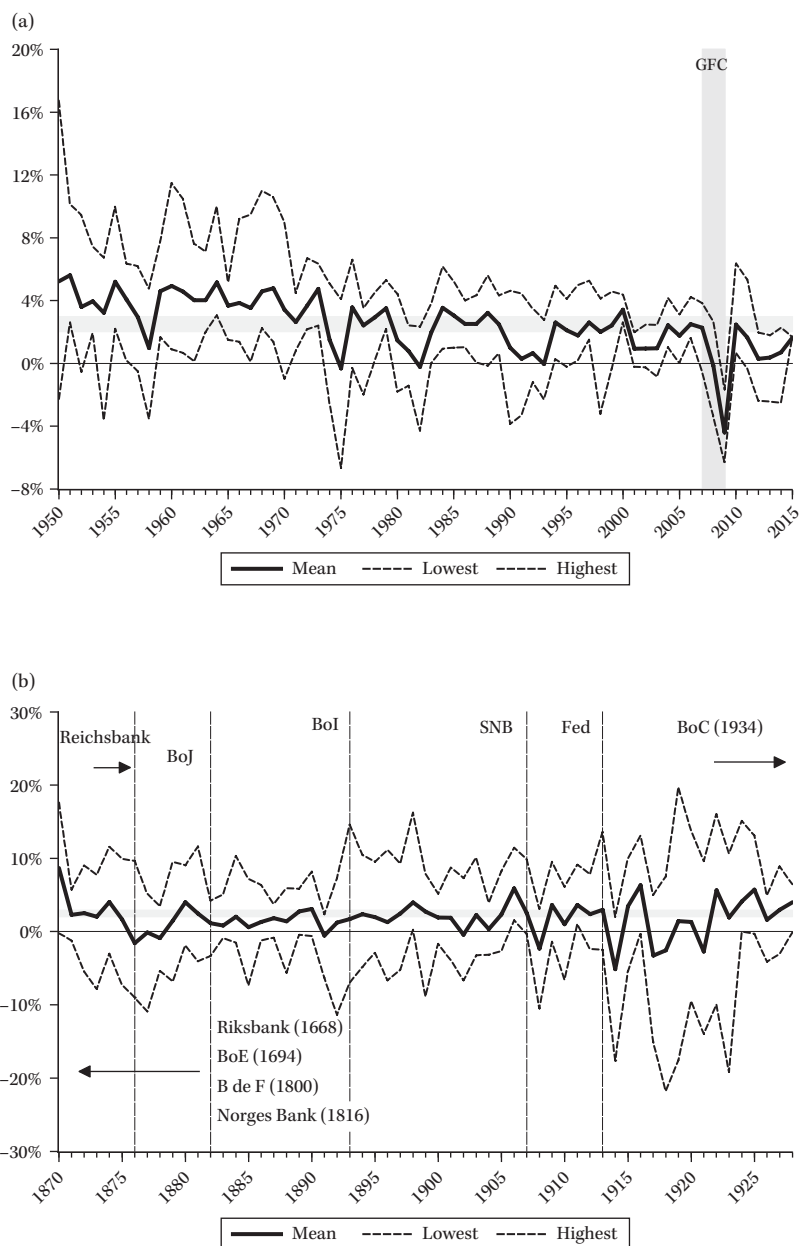 (a)
20%
16%
12%
8%
4%
0%
–4%
–8%
GFC
1950
1955
1960
1965
1970
1975
1980
1985
1990
1995
2000
2005
2010
2015
Mean Lowest Highest
(b)
30%
20%
10%
0%
–10%
–20%
–30%
Reichsbank
BoJ
BoI
SNB
Fed
BoC (1934)
Riksbank (1668)
BoE (1694)
B de F (1800)
Norges Bank (1816)
1870
1875
1880
1885
1890
1895
1900
1905
1910
1915
1920
1925
Mean Lowest Highest